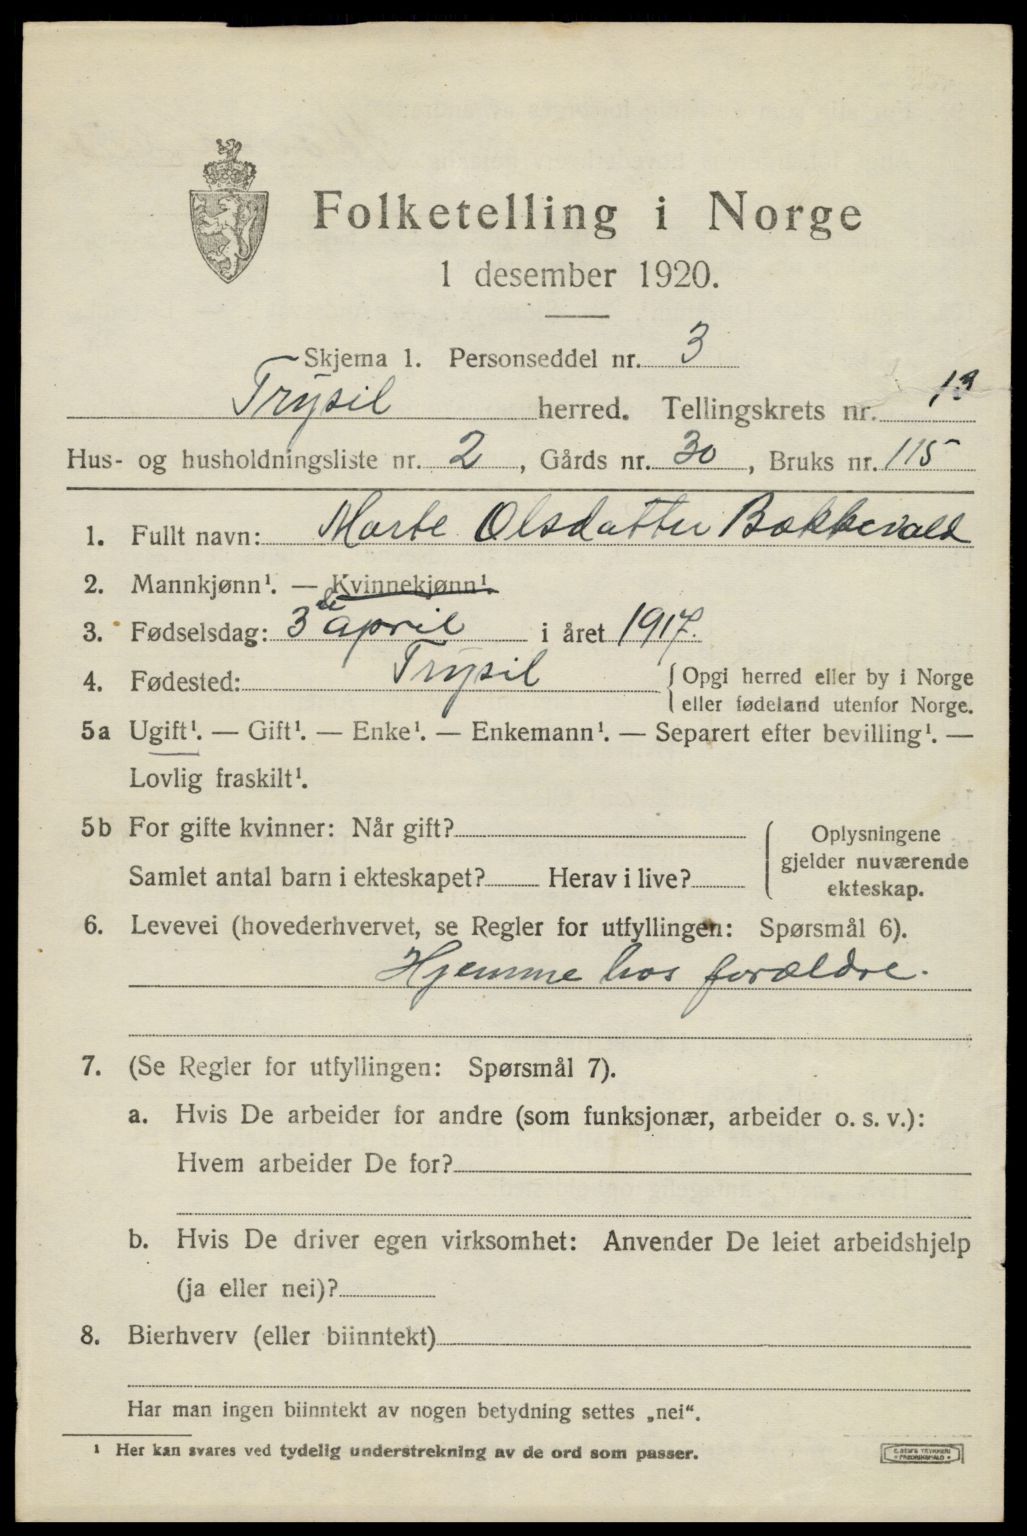 Folketelling i Norge
1 desember 1920.
Skjema 1. Personseddel nr. 3
Trysil herred. Tellingskrets nr. 13
Hus- og husholdningsliste nr. 2, Gårds nr. 30, Bruks nr. 115
1. Fullt navn: Marte Olsdatter Bakkevold
2. Mannkjønn¹. — Kvinnekjønn¹.
3. Fødselsdag: 3de april i året 1917.
4. Fødested: Trysil {Opgi herred eller by i Norge
eller fødeland utenfor Norge.
5a Ugift¹. — Gift¹. — Enke¹. — Enkemann¹. — Separert efter bevilling¹. —
Lovlig fraskilt¹.
5b For gifte kvinner: Når gift?
Samlet antal barn i ekteskapet? Herav i live?
Oplysningene
gjelder nuværende
ekteskap.
6. Levevei (hovederhvervet, se Regler for utfyllingen: Spørsmål 6).
Hjemme hos forældre.
7. (Se Regler for utfyllingen: Spørsmål 7).
a. Hvis De arbeider for andre (som funksjonær, arbeider o. s. v.):
Hvem arbeider De for?
b. Hvis De driver egen virksomhet: Anvender De leiet arbeidshjelp
(ja eller nei)?
8. Bierhverv (eller biinntekt)
Har man ingen biinntekt av nogen betydning settes „nei“.
¹ Her kan svares ved tydelig understrekning av de ord som passer.
E. SEMS TRYKKERI
FREDRIKSHALD